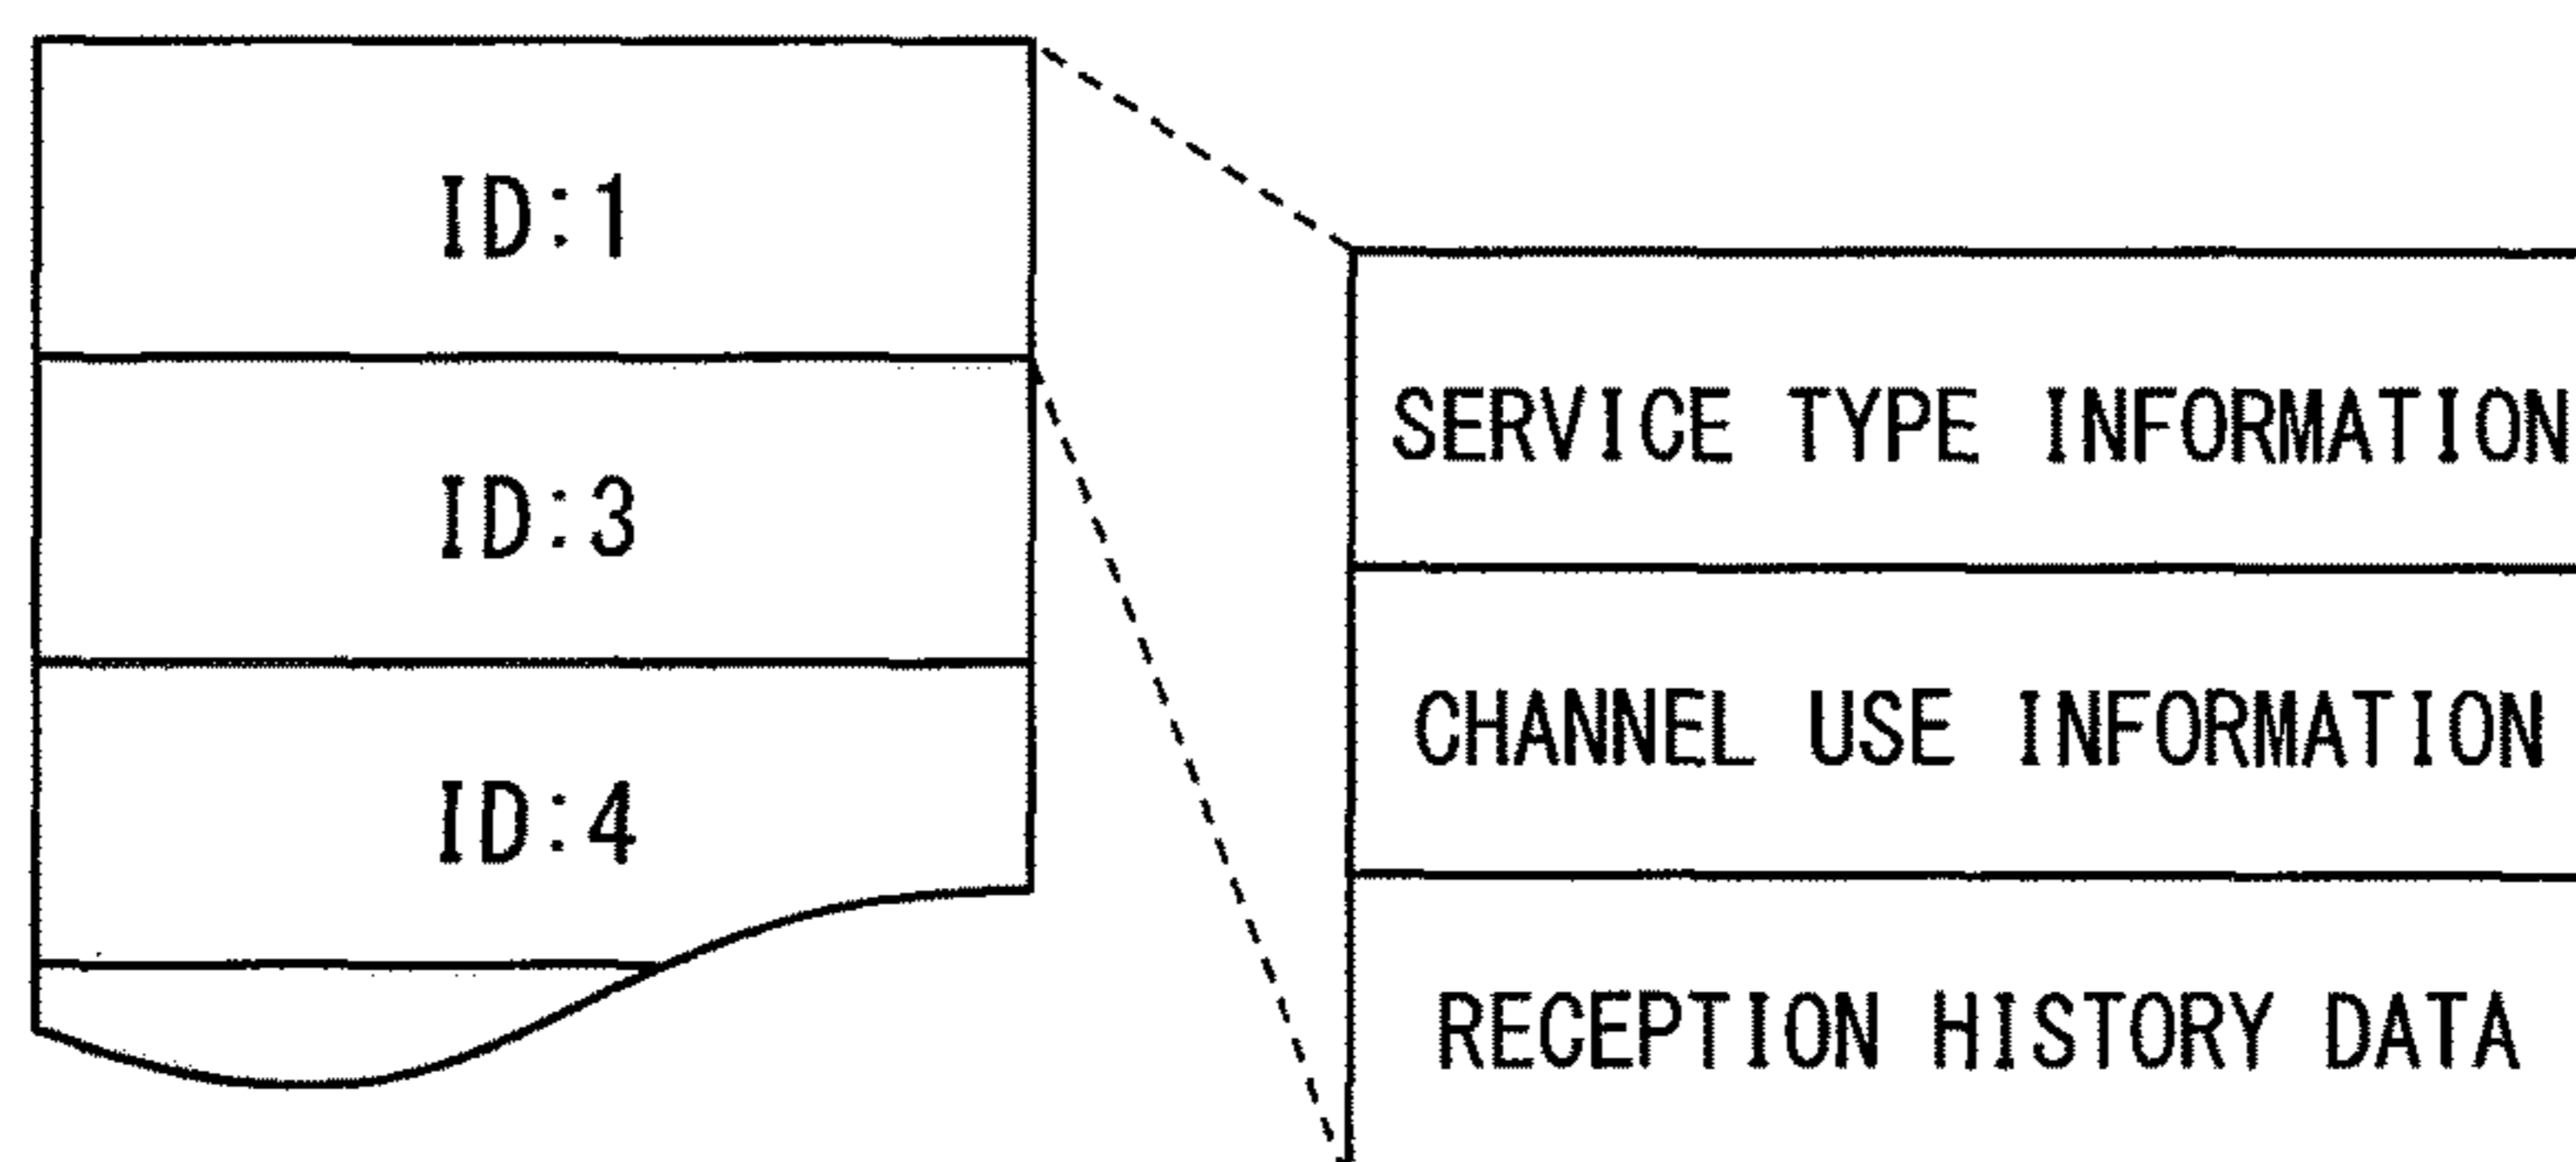 ID:1
ID:3
ID:4
SERVICE TYPE INFORMATION
CHANNEL USE INFORMATION
RECEPTION HISTORY DATA